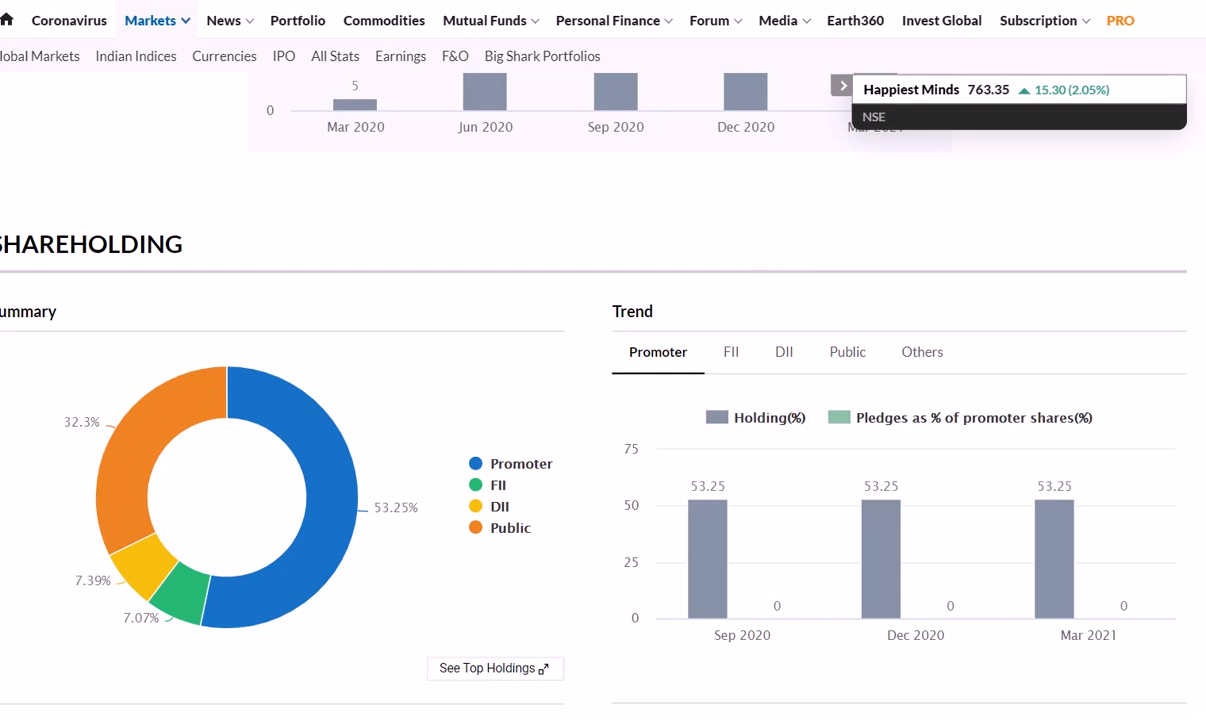 Coronavirus Markets News Portfolio Commodities Mutual Funds Personal Finance Forum Media Earth360 Invest Global Subscription PRO
lobal Markets Indian Indices Currencies IPO All Stats Earnings F&O Big Shark Portfolios
Happiest Minds 763.35 15.30 (2.05%)
NSE
5
0
Mar 2020 Jun 2020 Sep 2020 Dec 2020
SHAREHOLDING
ummary
32.3%
53.25%
7.39%
7.07%
Promoter
FII
DII
Public
See Top Holdings
Trend
Promoter FII DII Public Others
Holding(%) Pledges as % of promoter shares(%)
75
53.25 53.25 53.25
50
25
0 0 0
0
Sep 2020 Dec 2020 Mar 2021